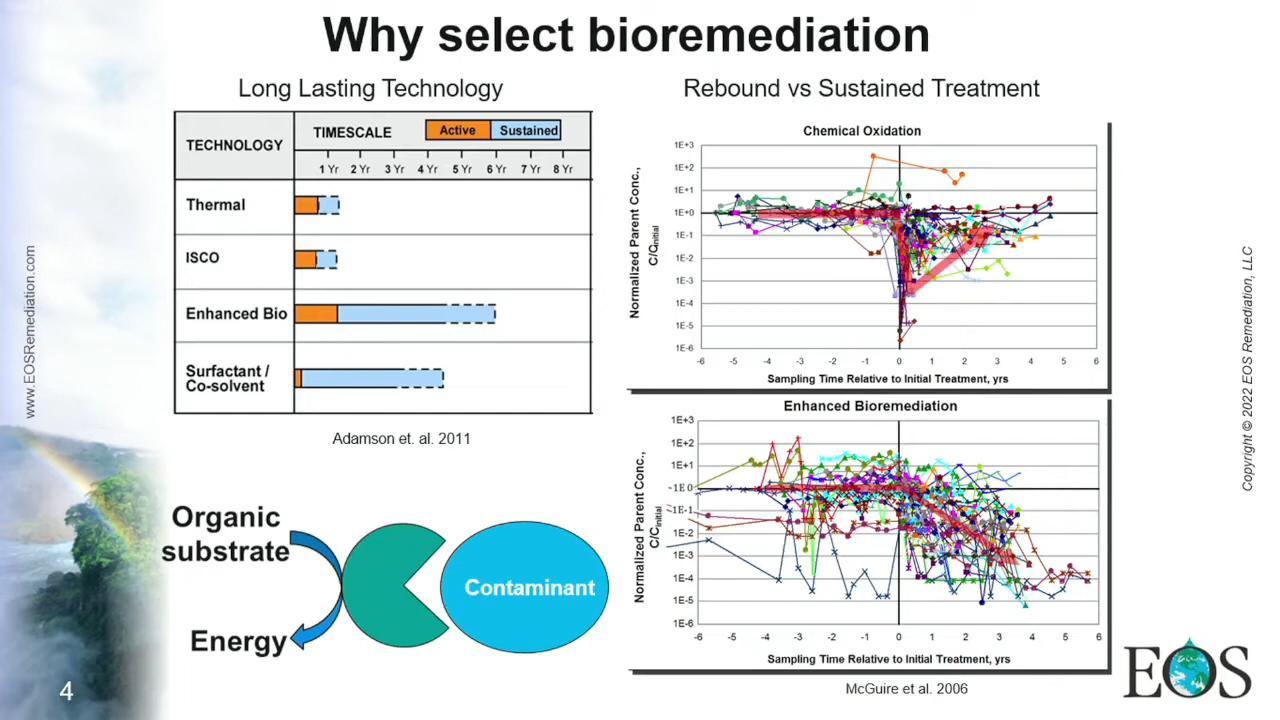 Why select bioremediation
Long Lasting Technology
TECHNOLOGY
TIMESCALE
Active
Sustained
1 Yr 2 Yr 3 Yr 4 Yr 5 Yr 6 Yr 7 Yr 8 Yr
Thermal
ISCO
Enhanced Bio
Surfactant /
Co-solvent
Adamson et. al. 2011
Organic
substrate
Energy
Contaminant
Rebound vs Sustained Treatment
Chemical Oxidation
Normalized Parent Conc.,
C/Cinitial
1E+3
1E+2
1E+1
1E+0
1E-1
1E-2
1E-3
1E-4
1E-5
1E-6
-6 -5 -4 -3 -2 -1 0 1 2 3 4 5 6
Sampling Time Relative to Initial Treatment, yrs
Enhanced Bioremediation
Normalized Parent Conc.,
C/Cinitial
1E+3
1E+2
1E+1
1E 0
1E-1
1E-2
1E-3
1E-4
1E-5
1E-6
-6 -5 -4 -3 -2 -1 0 1 2 3 4 5 6
Sampling Time Relative to Initial Treatment, yrs
McGuire et al. 2006
www.EOSRemediation.com
Copyright © 2022 EOS Remediation, LLC
4
EOS